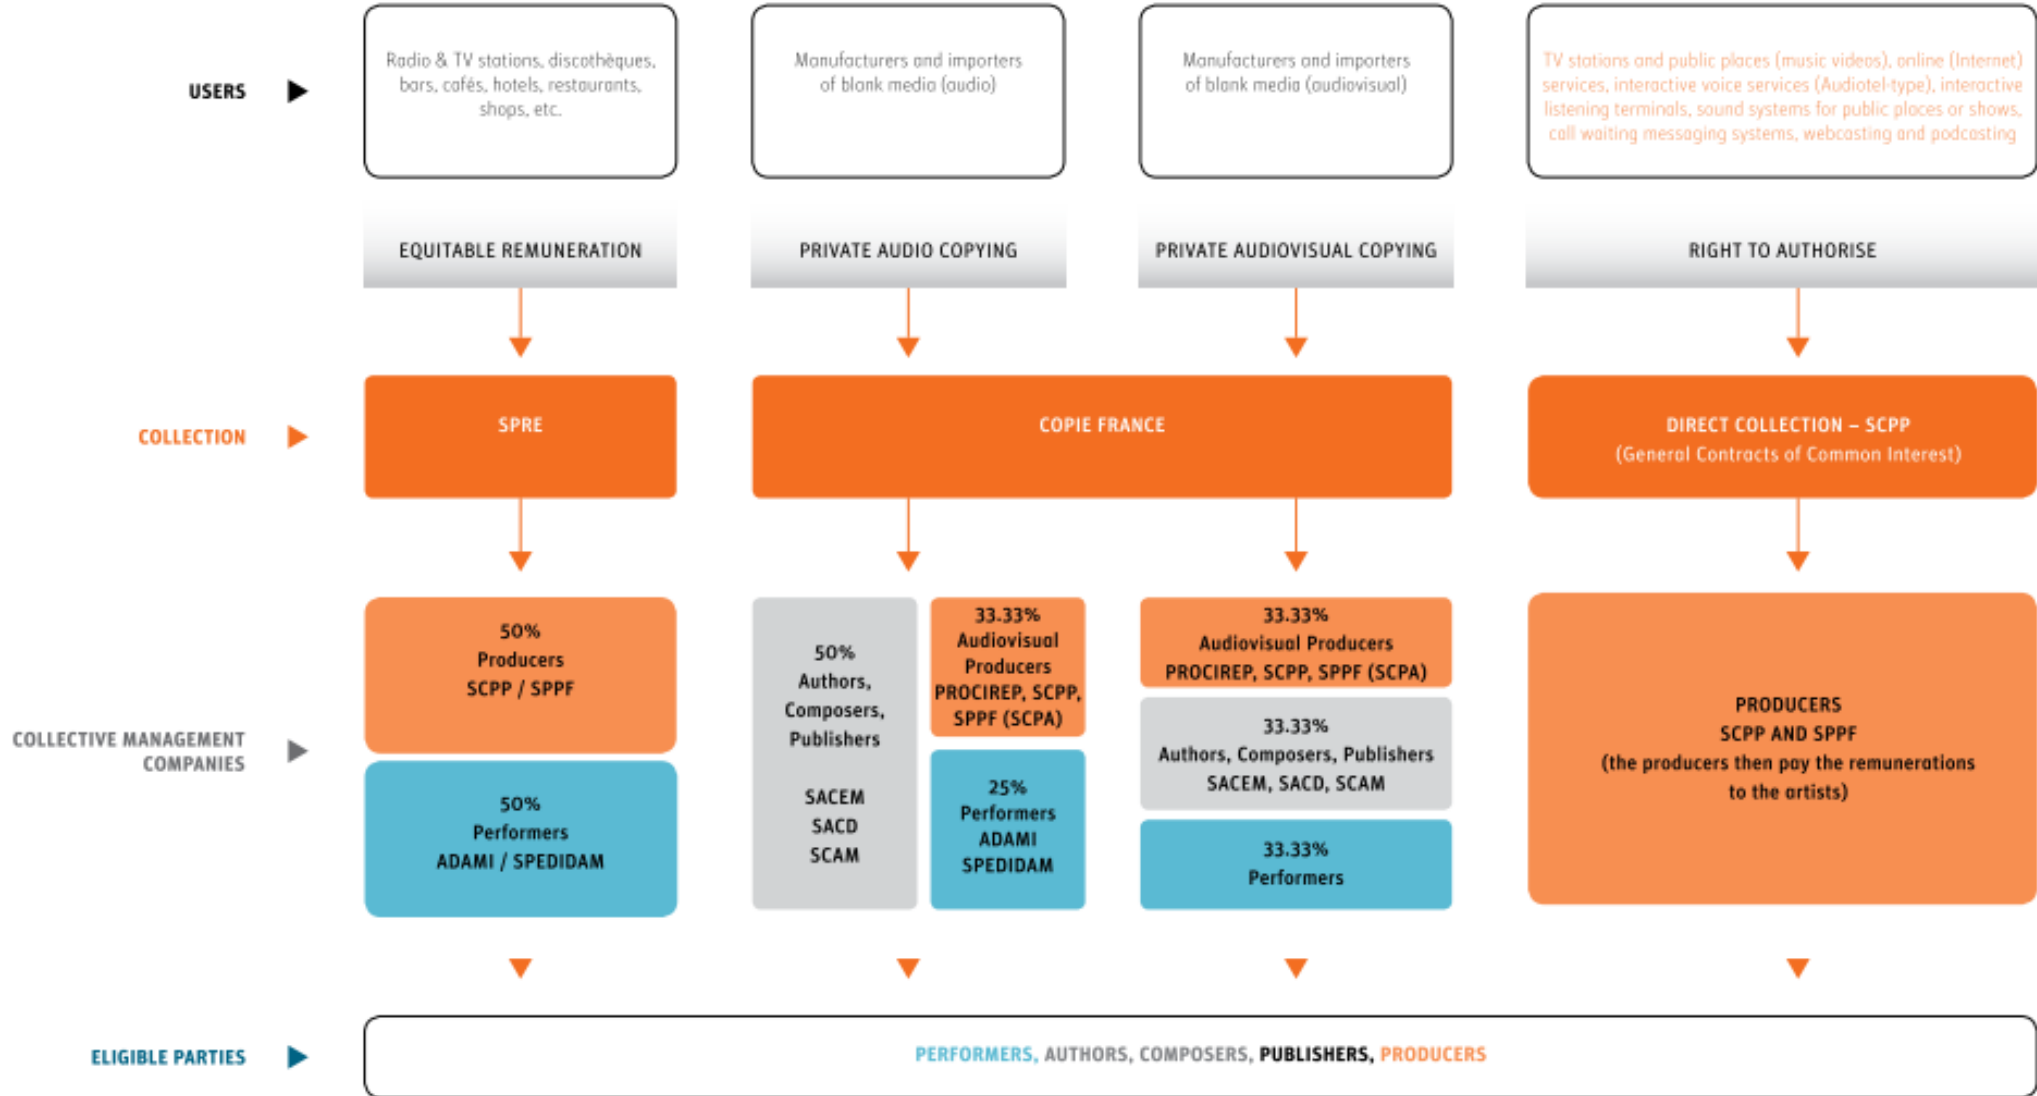 USERS
Radio & TV stations, discothèques,
bars, cafés, hotels, restaurants,
shops, etc.
Manufacturers and importers
of blank media (audio)
Manufacturers and importers
of blank media (audiovisual)
TV stations and public places (music videos), online (Internet)
services, interactive voice services (Audiotel-type), interactive
listening terminals, sound systems for public places or shows,
call waiting messaging systems, webcasting and podcasting
EQUITABLE REMUNERATION
PRIVATE AUDIO COPYING
PRIVATE AUDIOVISUAL COPYING
RIGHT TO AUTHORISE
COLLECTION
SPRE
COPIE FRANCE
DIRECT COLLECTION – SCPP
(General Contracts of Common Interest)
COLLECTIVE MANAGEMENT
COMPANIES
50%
Producers
SCPP / SPPF
50%
Performers
ADAMI / SPEDIDAM
50%
Authors,
Composers,
Publishers
SACEM
SACD
SCAM
33.33%
Audiovisual
Producers
PROCIREP, SCPP,
SPPF (SCPA)
25%
Performers
ADAMI
SPEDIDAM
33.33%
Audiovisual Producers
PROCIREP, SCPP, SPPF (SCPA)
33.33%
Authors, Composers, Publishers
SACEM, SACD, SCAM
33.33%
Performers
PRODUCERS
SCPP AND SPPF
(the producers then pay the remunerations
to the artists)
ELIGIBLE PARTIES
PERFORMERS, AUTHORS, COMPOSERS, PUBLISHERS, PRODUCERS